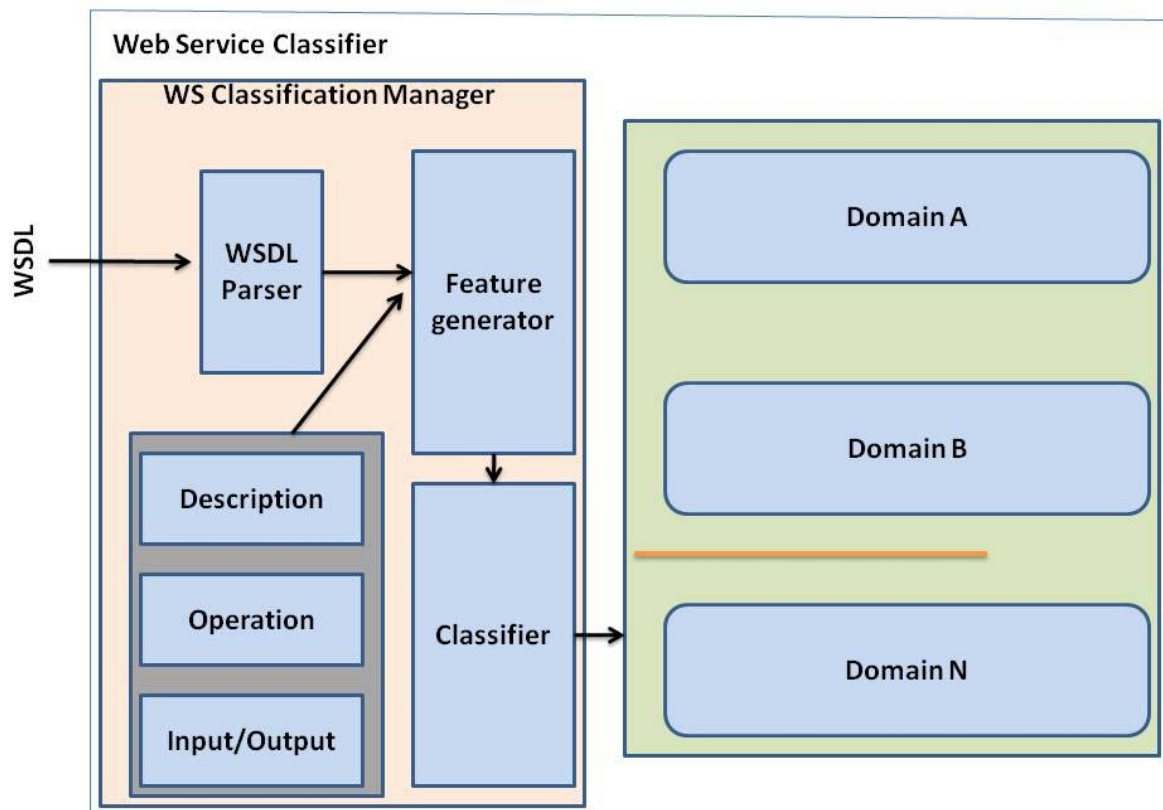 Web Service Classifier
WS Classification Manager
WSDL
WSDL
Parser
Feature
generator
Description
Operation
Input/Output
Classifier
Domain A
Domain B
Domain N